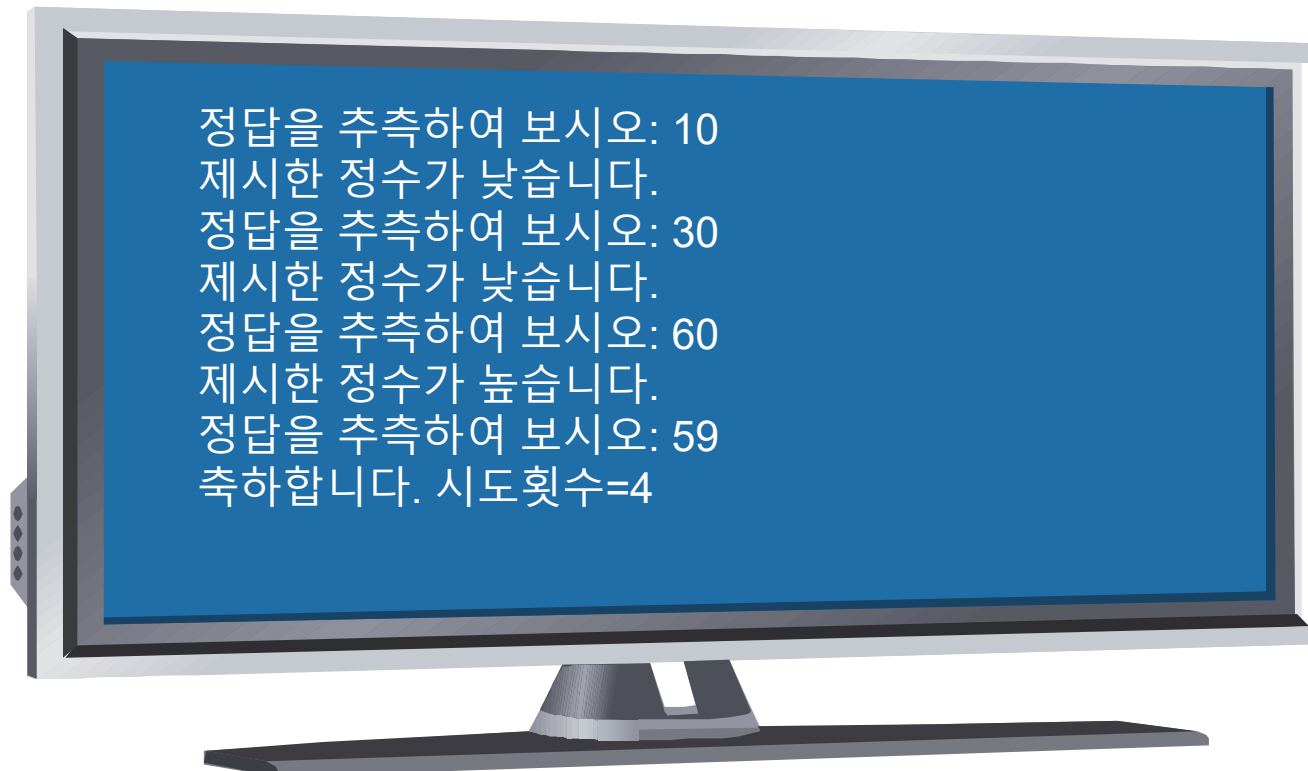 정답을 추측하여 보시오: 10
제시한 정수가 낮습니다.
정답을 추측하여 보시오: 30
제시한 정수가 낮습니다.
정답을 추측하여 보시오: 60
제시한 정수가 높습니다.
정답을 추측하여 보시오: 59
축하합니다. 시도횟수=4